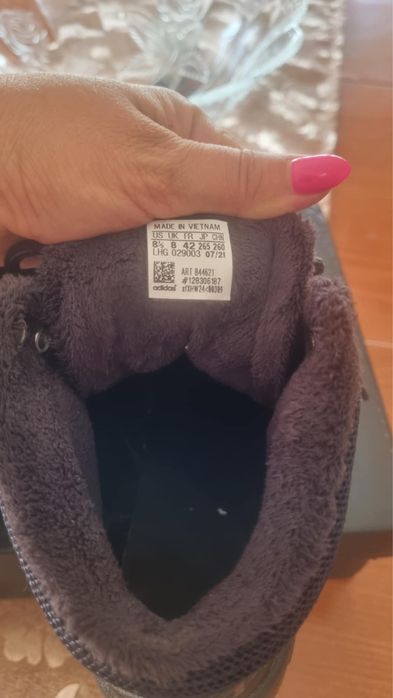 MADE IN VIETNAM
US UK FR JP CHN
8½ 8 42 265 260
LHG 029003 07/21
ART B44621
#128306187
adidas